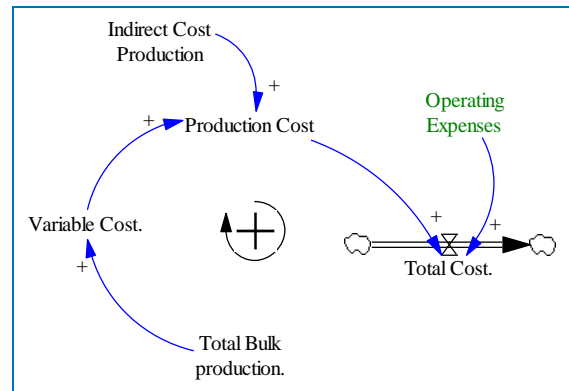 Indirect Cost
Production
+
Operating
Expenses
+
Production Cost
+
+
Variable Cost.
+
+
Total Cost.
Total Bulk
production.